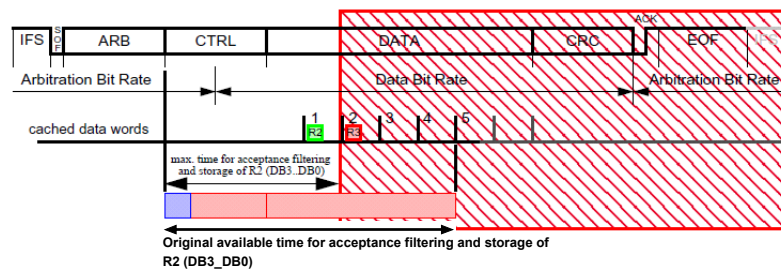 ACK
IFS SOF ARB CTRL DATA CRC EOF IFS
Arbitration Bit Rate Data Bit Rate Arbitration Bit Rate
1 2 3 4 5
cached data words R2 R3
max. time for acceptance filtering
and storage of R2 (DB3..DB0)
Original available time for acceptance filtering and storage of
R2 (DB3_DB0)